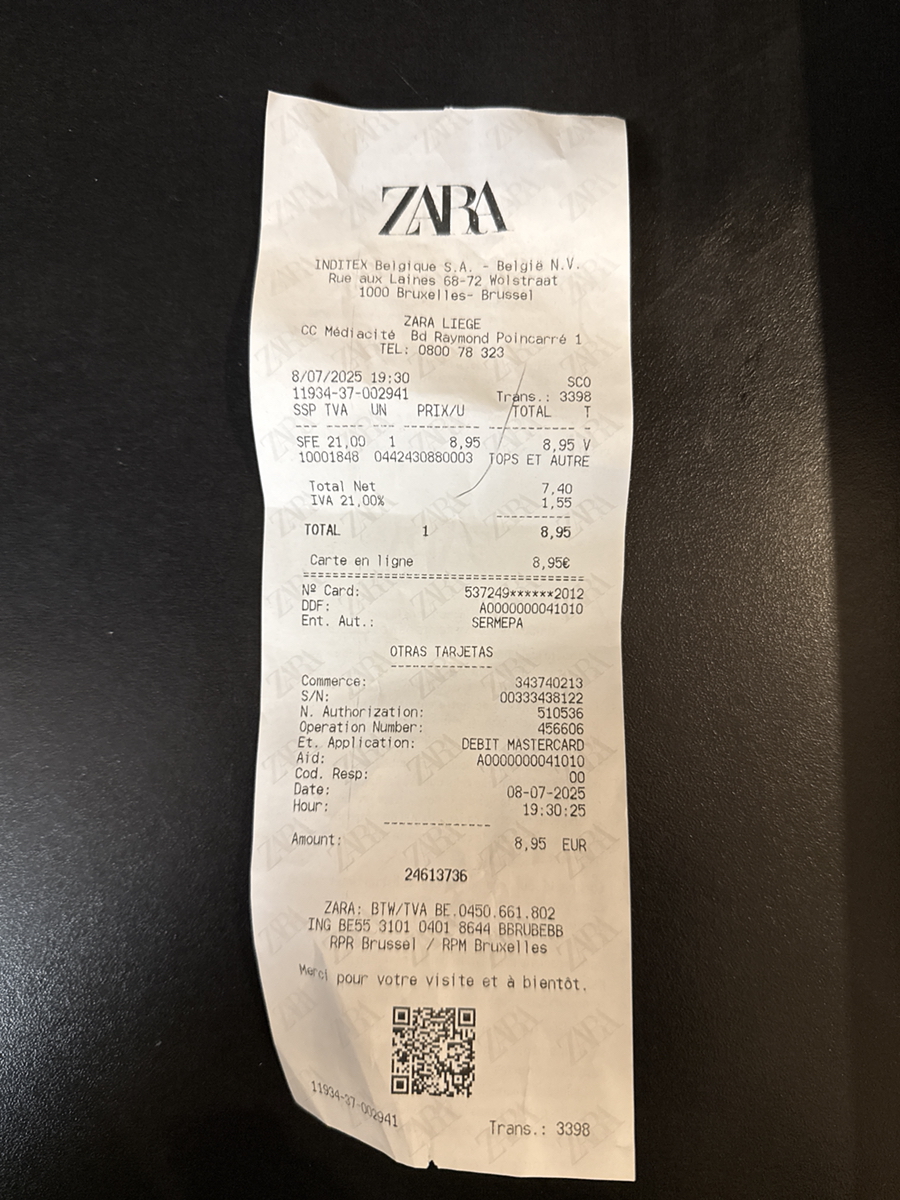 ZARA
INDITEX Belgique S.A. - België N.V.
Rue aux Laines 68-72 Wolstraat
1000 Bruxelles- Brussel
ZARA LIEGE
CC Médiacité Bd Raymond Poincarré 1
TEL: 0800 78 323
8/07/2025 19:30 SCO
11934-37-002941 Trans.: 3398
SSP TVA UN PRIX/U TOTAL T
SFE 21,00 1 8,95 8,95 V
10001848 0442430880003 TOPS ET AUTRE
Total Net 7,40
IVA 21,00% 1,55
TOTAL 1 8,95
Carte en ligne 8,95€
Nº Card: 537249******2012
DDF: A0000000041010
Ent. Aut.: SERMEPA
OTRAS TARJETAS
Commerce: 343740213
S/N: 00333438122
N. Authorization: 510536
Operation Number: 456606
Et. Application: DEBIT MASTERCARD
Aid: A0000000041010
Cod. Resp: 00
Date: 08-07-2025
Hour: 19:30:25
Amount: 8,95 EUR
24613736
ZARA: BTW/TVA BE.0450.661.802
ING BE55 3101 0401 8644 BBRUBEBB
RPR Brussel / RPM Bruxelles
Merci pour votre visite et à bientôt.
11934-37-002941
Trans.: 3398